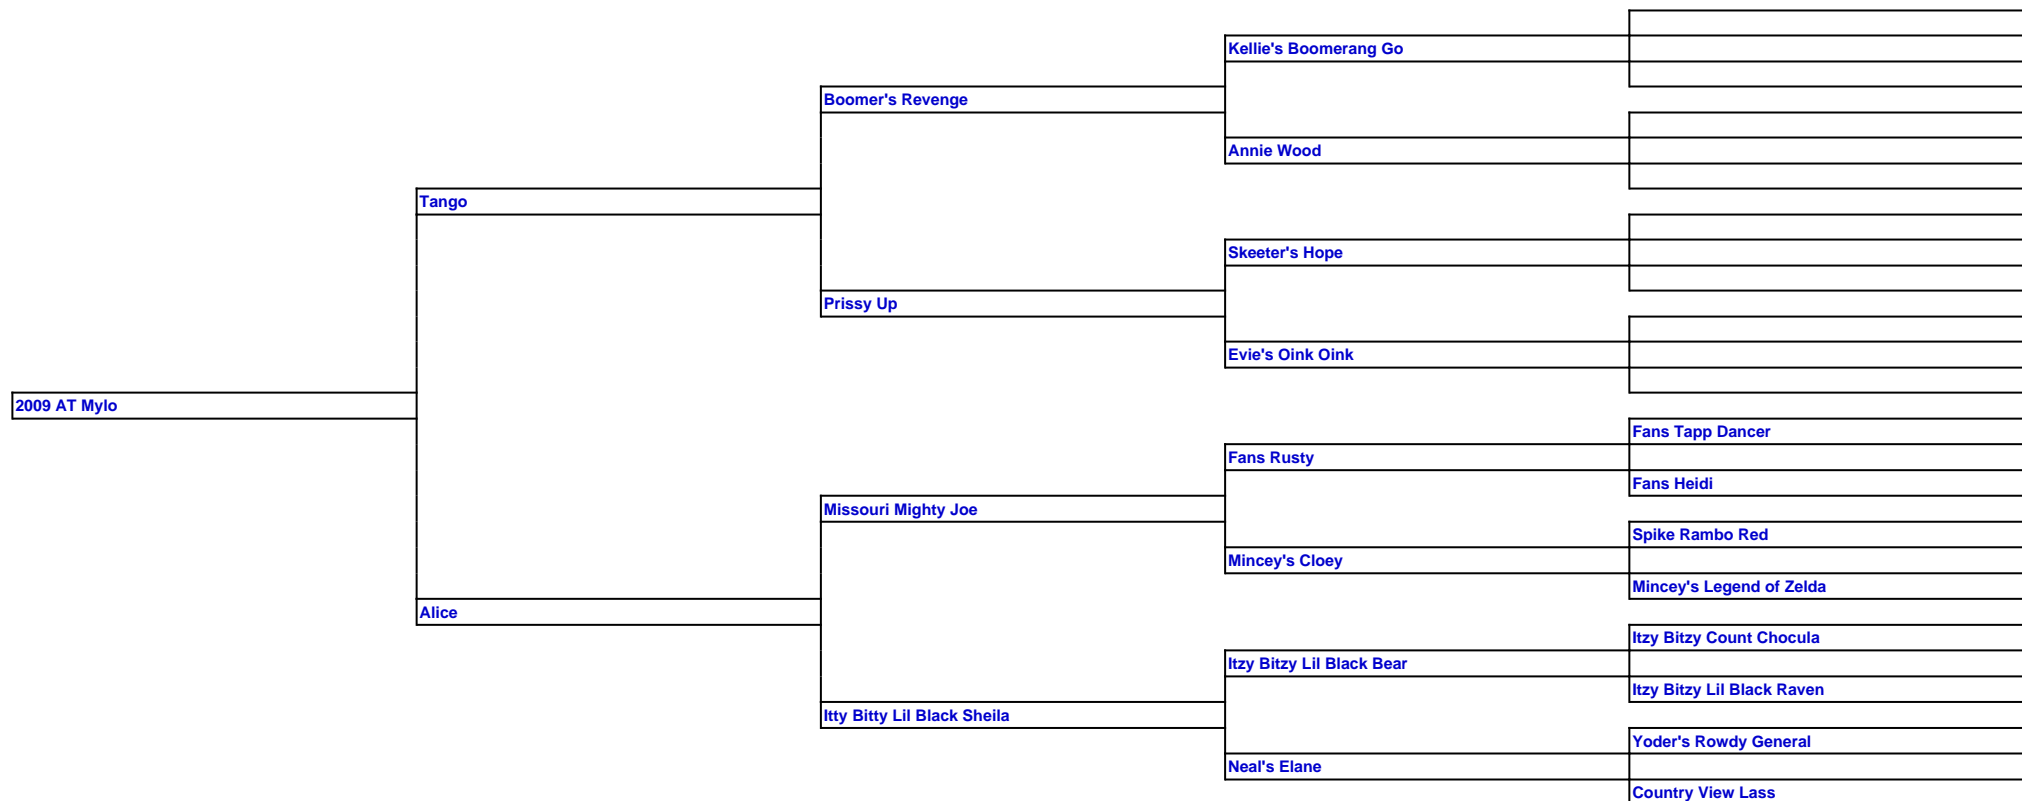 Kellie's Boomerang Go
Boomer's Revenge
Annie Wood
Tango
Skeeter's Hope
Prissy Up
Evie's Oink Oink
2009 AT Mylo
Fans Tapp Dancer
Fans Rusty
Fans Heidi
Missouri Mighty Joe
Spike Rambo Red
Mincey's Cloey
Mincey's Legend of Zelda
Alice
Itzy Bitzy Count Chocula
Itzy Bitzy Lil Black Bear
Itzy Bitzy Lil Black Raven
Itty Bitty Lil Black Sheila
Yoder's Rowdy General
Neal's Elane
Country View Lass